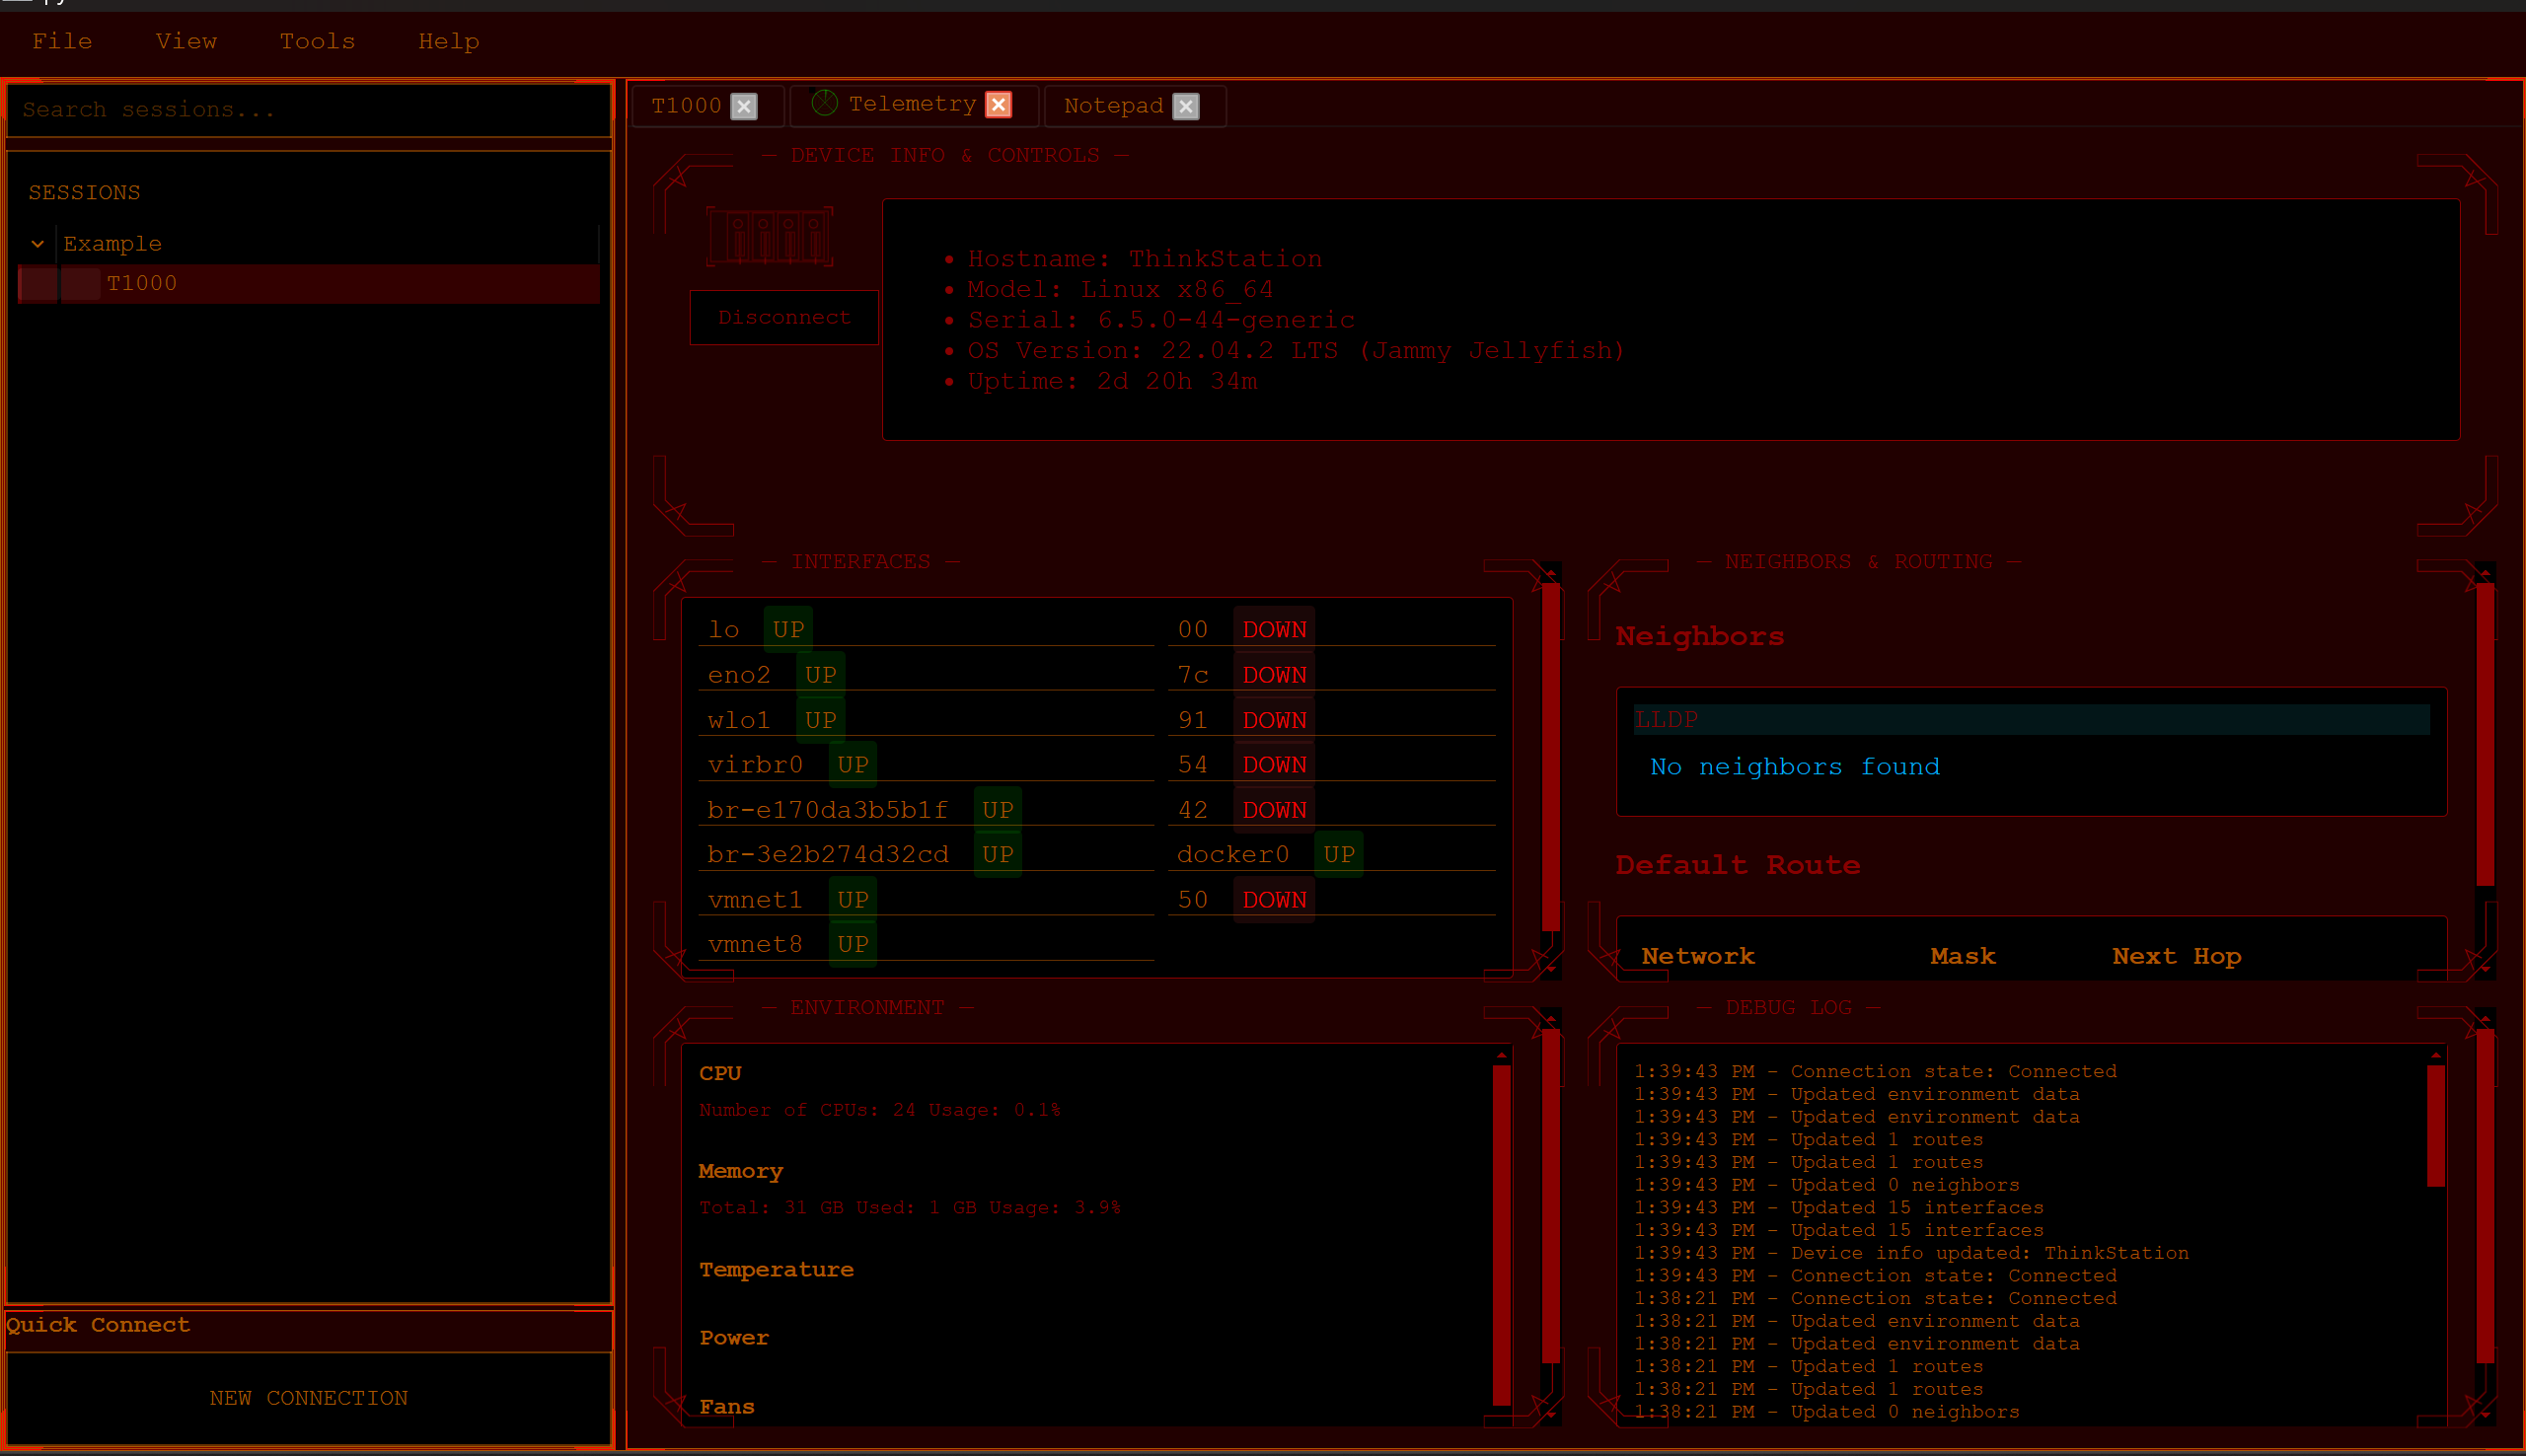 File View Tools Help
Search sessions...
SESSIONS
Example
T1000
Quick Connect
NEW CONNECTION
T1000 Telemetry Notepad
— DEVICE INFO & CONTROLS —
Disconnect
• Hostname: ThinkStation
• Model: Linux x86_64
• Serial: 6.5.0-44-generic
• OS Version: 22.04.2 LTS (Jammy Jellyfish)
• Uptime: 2d 20h 34m
— INTERFACES —
lo UP 00 DOWN
eno2 UP 7c DOWN
wlo1 UP 91 DOWN
virbr0 UP 54 DOWN
br-e170da3b5b1f UP 42 DOWN
br-3e2b274d32cd UP docker0 UP
vmnet1 UP 50 DOWN
vmnet8 UP
— NEIGHBORS & ROUTING —
Neighbors
LLDP
No neighbors found
Default Route
Network Mask Next Hop
— ENVIRONMENT —
CPU
Number of CPUs: 24 Usage: 0.1%
Memory
Total: 31 GB Used: 1 GB Usage: 3.9%
Temperature
Power
Fans
— DEBUG LOG —
1:39:43 PM - Connection state: Connected
1:39:43 PM - Updated environment data
1:39:43 PM - Updated environment data
1:39:43 PM - Updated 1 routes
1:39:43 PM - Updated 1 routes
1:39:43 PM - Updated 0 neighbors
1:39:43 PM - Updated 15 interfaces
1:39:43 PM - Updated 15 interfaces
1:39:43 PM - Device info updated: ThinkStation
1:39:43 PM - Connection state: Connected
1:38:21 PM - Connection state: Connected
1:38:21 PM - Updated environment data
1:38:21 PM - Updated environment data
1:38:21 PM - Updated 1 routes
1:38:21 PM - Updated 1 routes
1:38:21 PM - Updated 0 neighbors